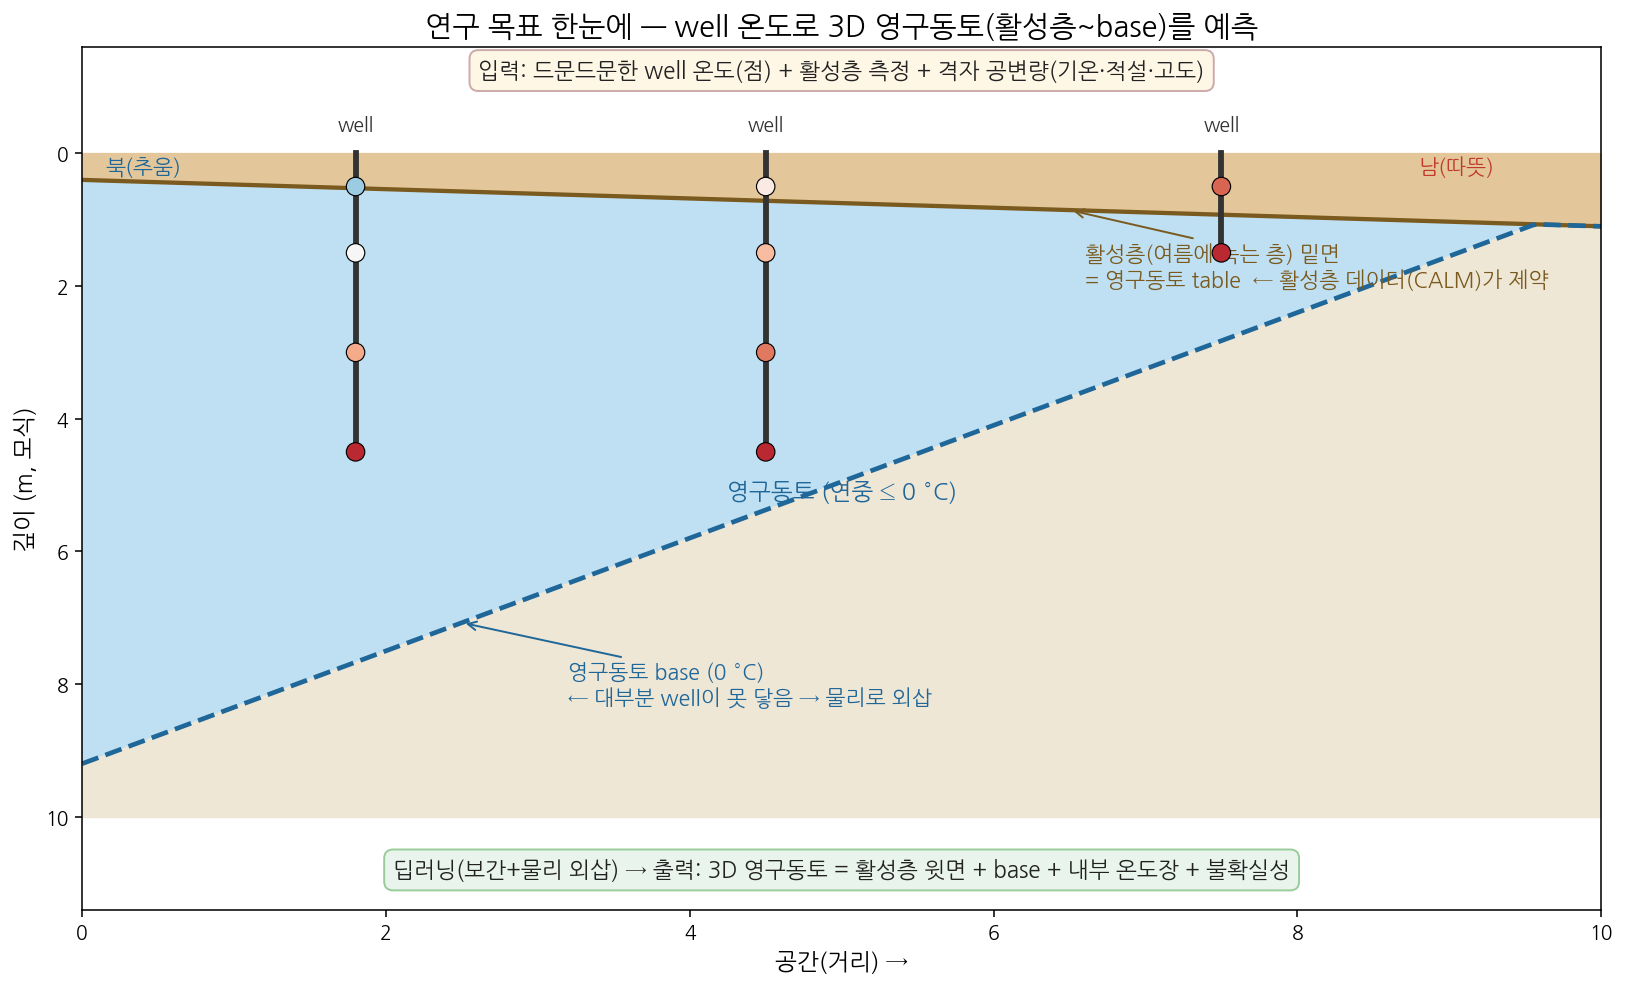 연구 목표 한눈에 — well 온도로 3D 영구동토(활성층~base)를 예측
입력: 드문드문한 well 온도(점) + 활성층 측정 + 격자 공변량(기온·적설·고도)
well
well
well
북(추움)
남(따뜻)
활성층(여름에 녹는 층) 밑면
= 영구동토 table ← 활성층 데이터(CALM)가 제약
영구동토 (연중 ≤ 0 °C)
영구동토 base (0 °C)
← 대부분 well이 못 닿음 → 물리로 외삽
딥러닝(보간+물리 외삽) → 출력: 3D 영구동토 = 활성층 윗면 + base + 내부 온도장 + 불확실성
깊이 (m, 모식)
0
2
4
6
8
10
0
2
4
6
8
10
공간(거리) →